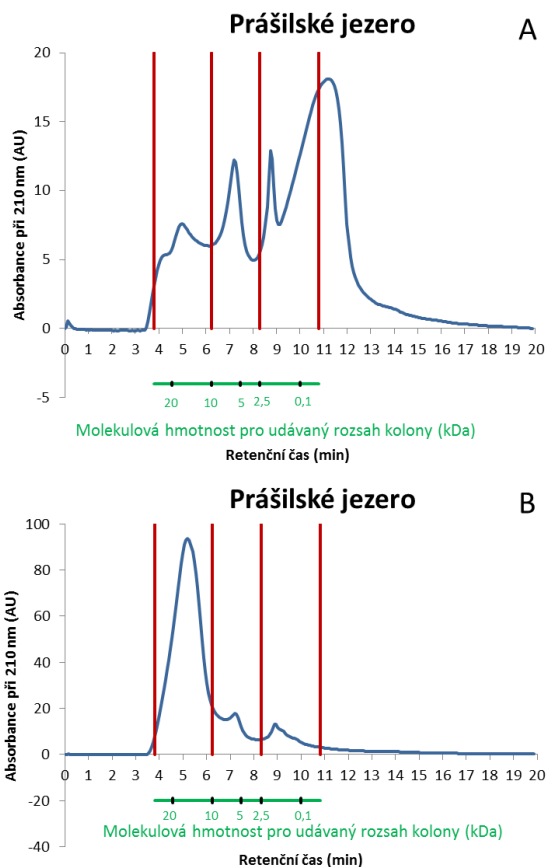 Prášilské jezero
A
Absorbance při 210 nm (AU)
20
15
10
5
0
-5
0 1 2 3 4 5 6 7 8 9 10 11 12 13 14 15 16 17 18 19 20
20 10 5 2,5 0,1
Molekulová hmotnost pro udávaný rozsah kolony (kDa)
Retenční čas (min)
Prášilské jezero
B
Absorbance při 210 nm (AU)
100
80
60
40
20
0
-20
-40
0 1 2 3 4 5 6 7 8 9 10 11 12 13 14 15 16 17 18 19 20
20 10 5 2,5 0,1
Molekulová hmotnost pro udávaný rozsah kolony (kDa)
Retenční čas (min)